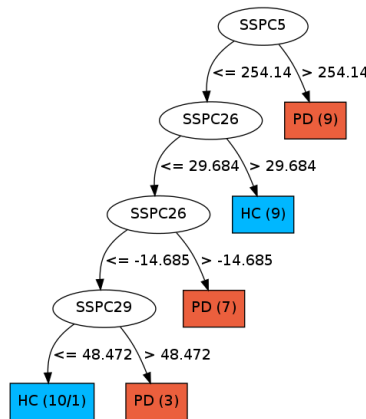 SSPC5
<= 254.14 > 254.14
SSPC26 PD (9)
<= 29.684 > 29.684
SSPC26 HC (9)
<= -14.685 > -14.685
SSPC29 PD (7)
<= 48.472 > 48.472
HC (10/1) PD (3)